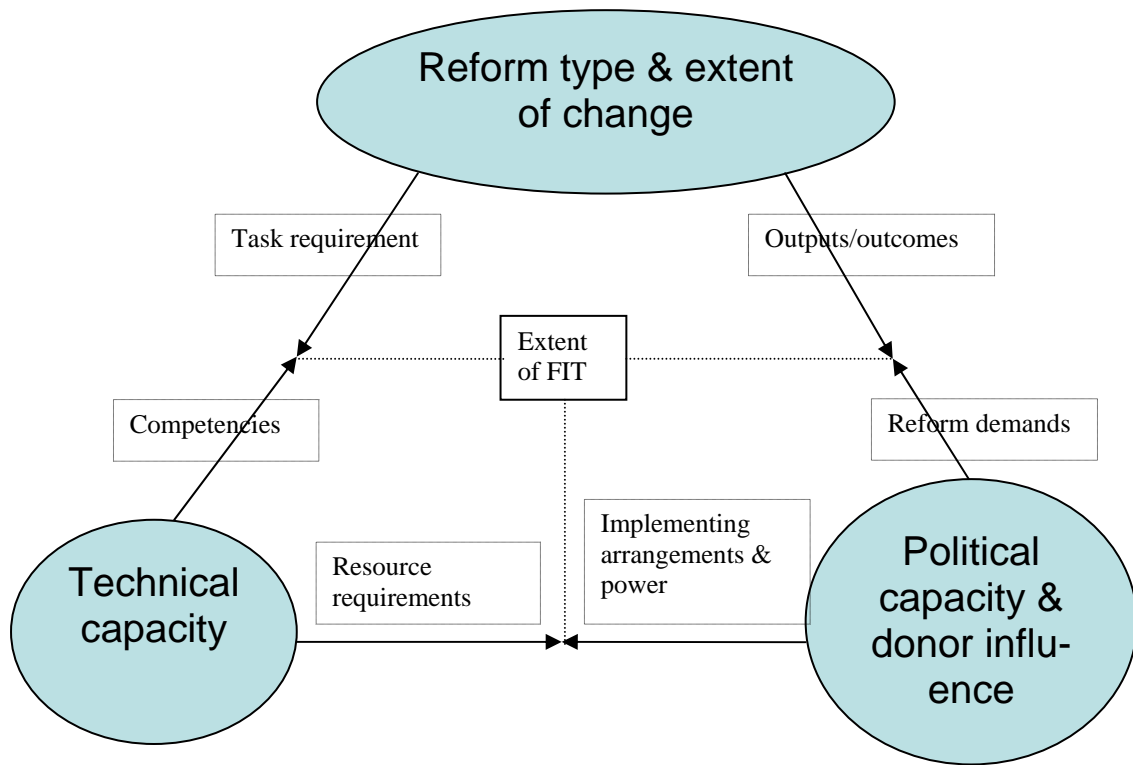 Reform type & extent
of change
Task requirement
Outputs/outcomes
Extent
of FIT
Competencies
Reform demands
Technical
capacity
Resource
requirements
Implementing
arrangements &
power
Political
capacity &
donor influ-
ence